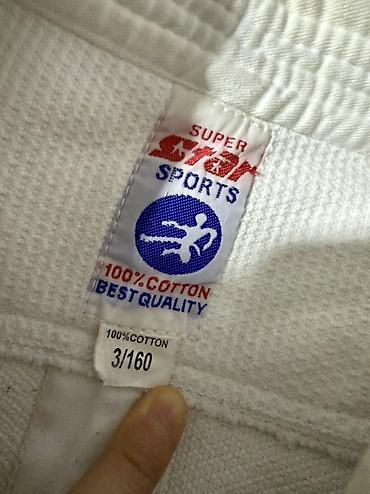 SUPER
Star
SPORTS
100% COTTON
BEST QUALITY
100%COTTON
3/160